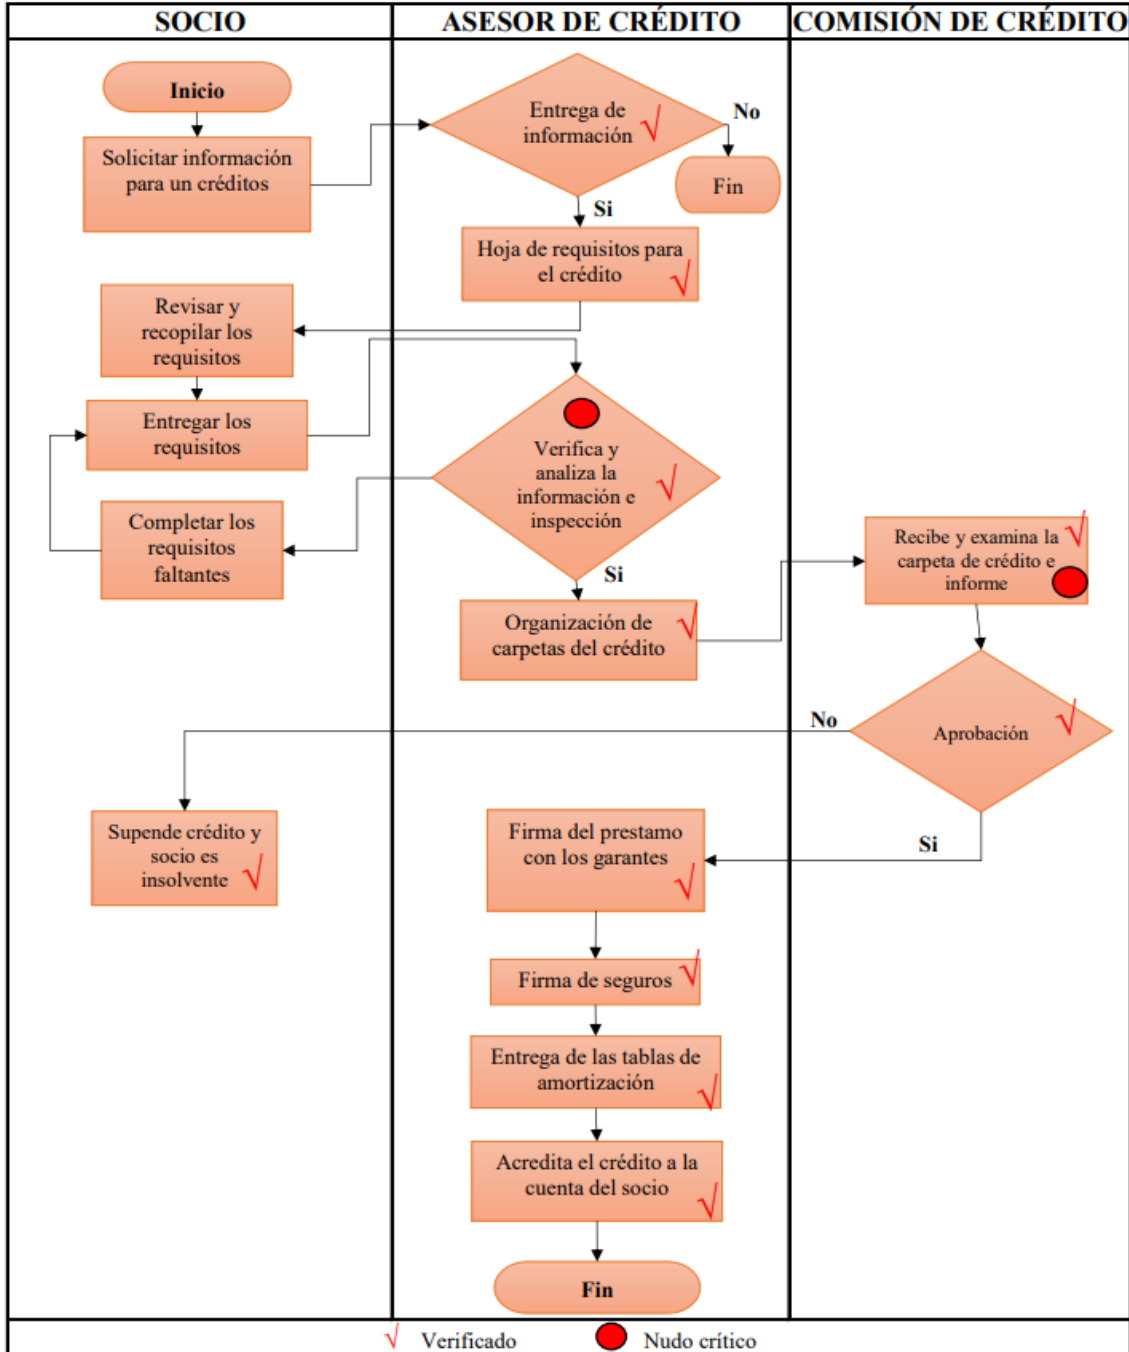 SOCIO
ASESOR DE CRÉDITO
COMISIÓN DE CRÉDITO
Inicio
Solicitar información
para un créditos
Entrega de
información √
No
Fin
Si
Hoja de requisitos para
el crédito √
Revisar y
recopilar los
requisitos
Entregar los
requisitos
Verifica y
analiza la
información e √
inspección
Completar los
requisitos
faltantes
Si
Organización de √
carpetas del crédito
Recibe y examina la √
carpeta de crédito e
informe
Aprobación √
No
Si
Supende crédito y
socio es
insolvente √
Firma del prestamo
con los garantes
√
Firma de seguros √
Entrega de las tablas de
amortización √
Acredita el crédito a la
cuenta del socio √
Fin
√ Verificado
Nudo crítico